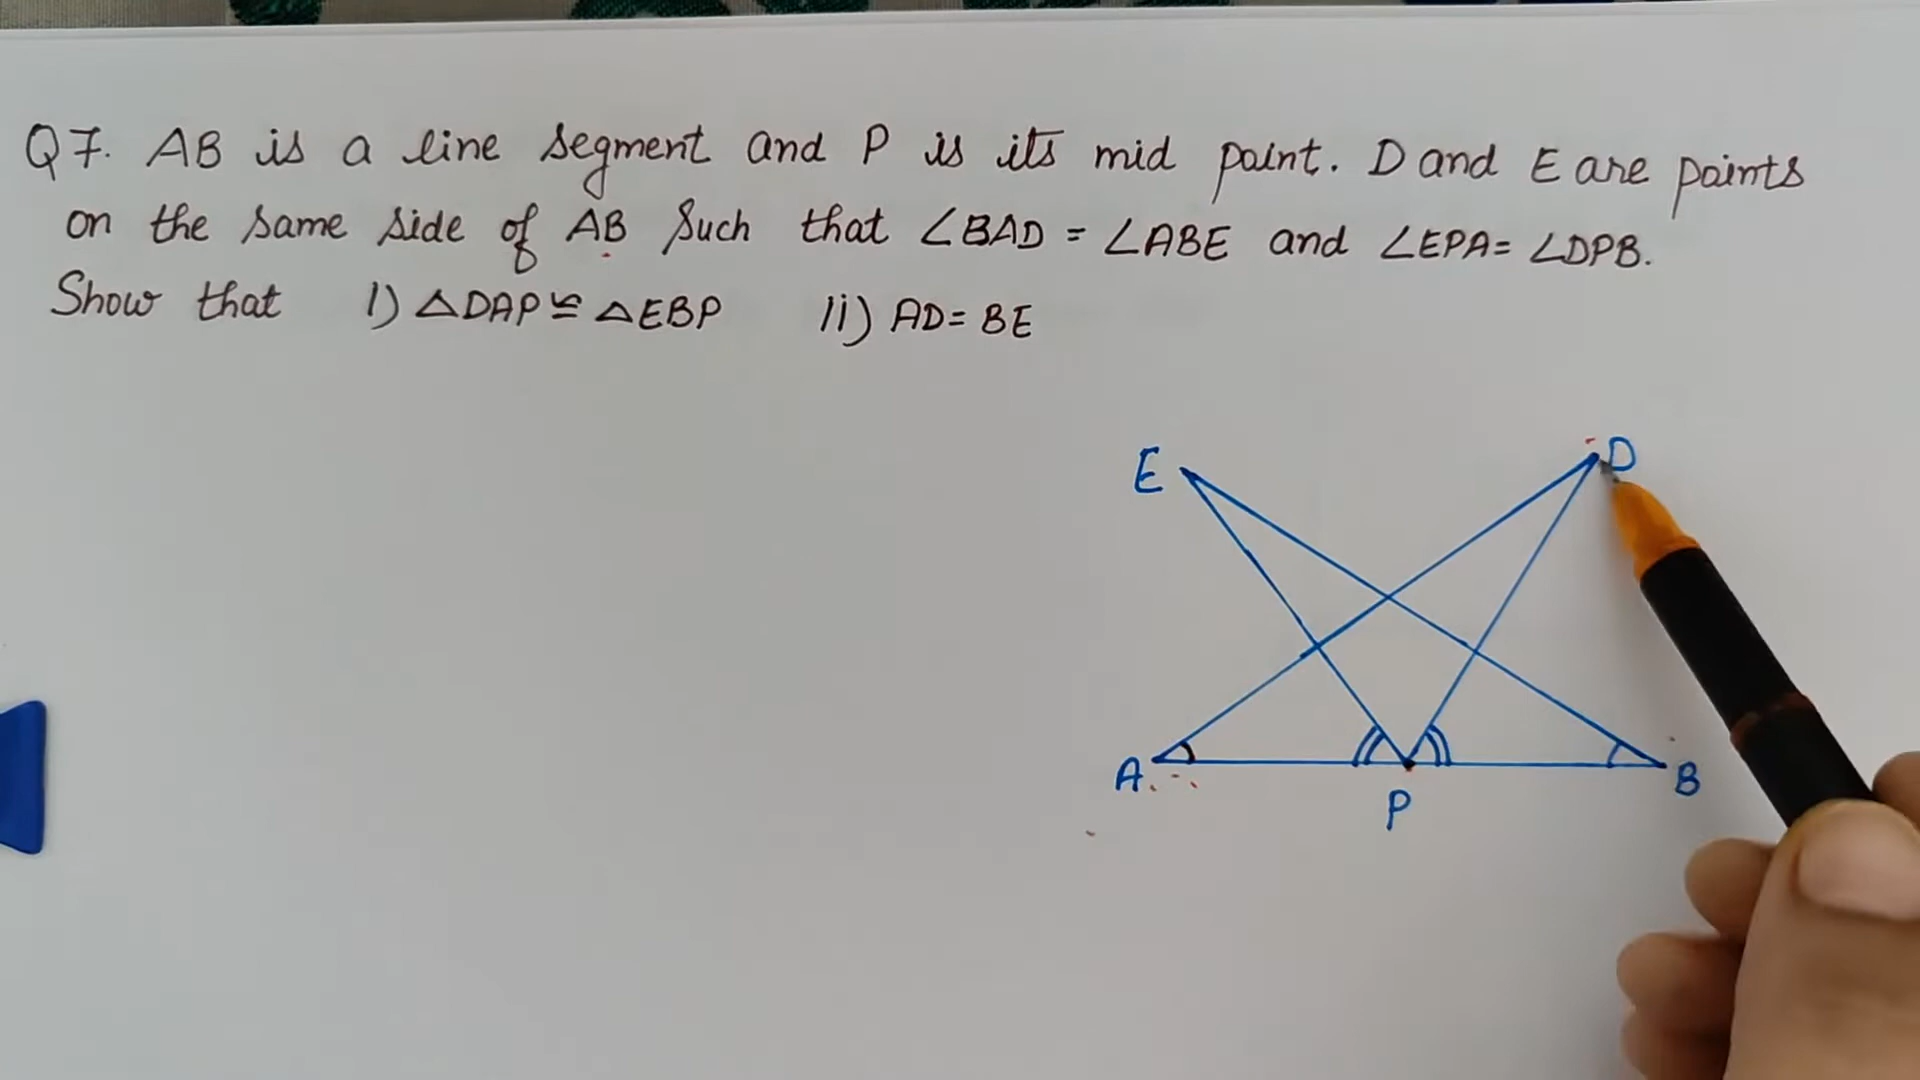 Q7. AB is a line segment and P is its mid point. D and E are points
on the same side of AB Such that ∠BAD = ∠ABE and ∠EPA = ∠DPB.
Show that I) △DAP ≅ △EBP II) AD = BE
E D
A P B